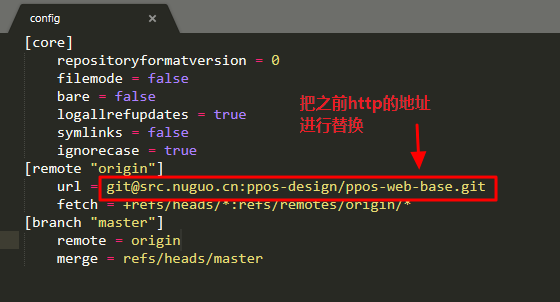 config ×
[core]
repositoryformatversion = 0
filemode = false
bare = false
logallrefupdates = true
symlinks = false
ignorecase = true
把之前http的地址
进行替换
[remote "origin"]
url = git@src.nuguo.cn:ppos-design/ppos-web-base.git
fetch = +refs/heads/*:refs/remotes/origin/*
[branch "master"]
remote = origin
merge = refs/heads/master